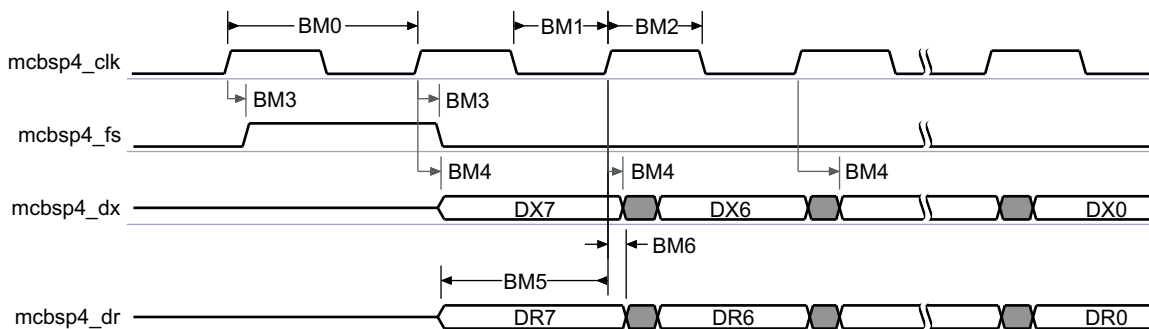 BM0 BM1 BM2
mcbsp4_clk
BM3 BM3
mcbsp4_fs
BM4 BM4 BM4
mcbsp4_dx DX7 DX6 DX0
BM6
BM5
mcbsp4_dr DR7 DR6 DR0